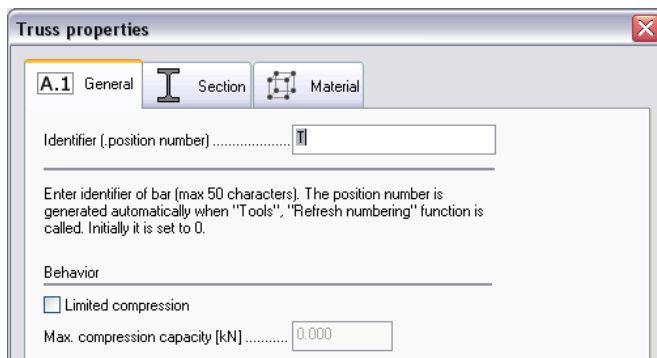 Truss properties
A.1 General Section Material
Identifier (.position number) .................... T
Enter identifier of bar (max 50 characters). The position number is
generated automatically when "Tools", "Refresh numbering" function is
called. Initially it is set to 0.
Behavior
Limited compression
Max. compression capacity [kN] ........... 0.000